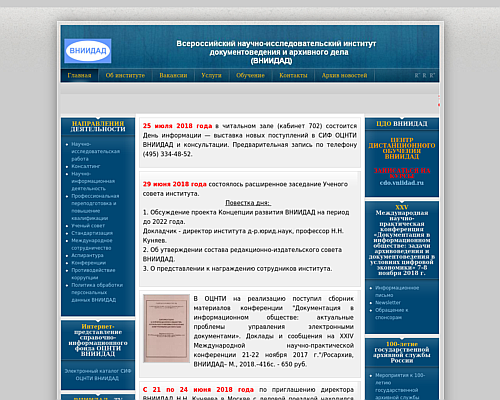 ВНИИДАД
Всероссийский научно-исследовательский институт
документоведения и архивного дела
(ВНИИДАД)
Главная
Об институте
Вакансии
Услуги
Обучение
Контакты
Архив новостей
НАПРАВЛЕНИЯ
ДЕЯТЕЛЬНОСТИ
Научно-
исследовательская
работа
Консалтинг
Научно-
информационная
деятельность
Профессиональная
переподготовка и
повышение
квалификации
Ученый совет
Стандартизация
Международное
сотрудничество
Аспирантура
Конференции
Противодействие
коррупции
Политика обработки
персональных
данных ВНИИДАД
Интернет-
представление
справочно-
информационного
фонда ОЦНТИ
ВНИИДАД
Электронный каталог СИФ
ОЦНТИ ВНИИДАД
25 июля 2018 года в читальном зале (кабинет 702) состоится
День информации — выставка новых поступлений в СИФ ОЦНТИ
ВНИИДАД и консультации. Предварительная запись по телефону
(495) 334-48-52.
29 июня 2018 года состоялось расширенное заседание Ученого
совета института.
Повестка дня:
1. Обсуждение проекта Концепции развития ВНИИДАД на период
до 2022 года.
Докладчик - директор института д-р.юрид.наук, профессор Н.Н.
Куняев.
2. Об утверждении состава редакционно-издательского совета
ВНИИДАД.
3. О представлении к награждению сотрудников института.
В ОЦНТИ на реализацию поступил сборник
материалов конференции "Документация в
информационном обществе: актуальные
проблемы управления электронными
документами». Доклады и сообщения на XXIV
Международной научно-практической
конференции 21-22 ноября 2017 г."/Росархив,
ВНИИДАД– М., 2018.–416с. - 650 руб.
С 21 по 24 июня 2018 года по приглашению директора
ВНИИДАД Н.Н. Куняева в Москве с деловой поездкой находился
ЦДО ВНИИДАД
ЦЕНТР
ДИСТАНЦИОННОГО
ОБУЧЕНИЯ
ВНИИДАД
ЗАПИСАТЬСЯ НА
КУРСЫ
cdo.vniidad.ru
XXV
Международная
научно-
практическая
конференция
«Документация в
информационном
обществе: задачи
архивоведения и
документоведения в
условиях цифровой
экономики» 7-8
ноября 2018 г.
Информационное
письмо
Newsletter
Обращение к
спонсорам
100-летие
государственной
архивной службы
России
Мероприятия к 100-
летию
государственной
архивной службы